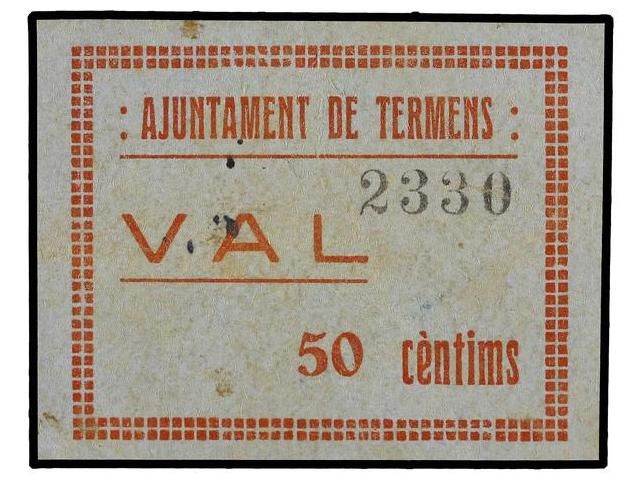 : AJUNTAMENT DE TERMENS :
2330
VAL
50 cèntims